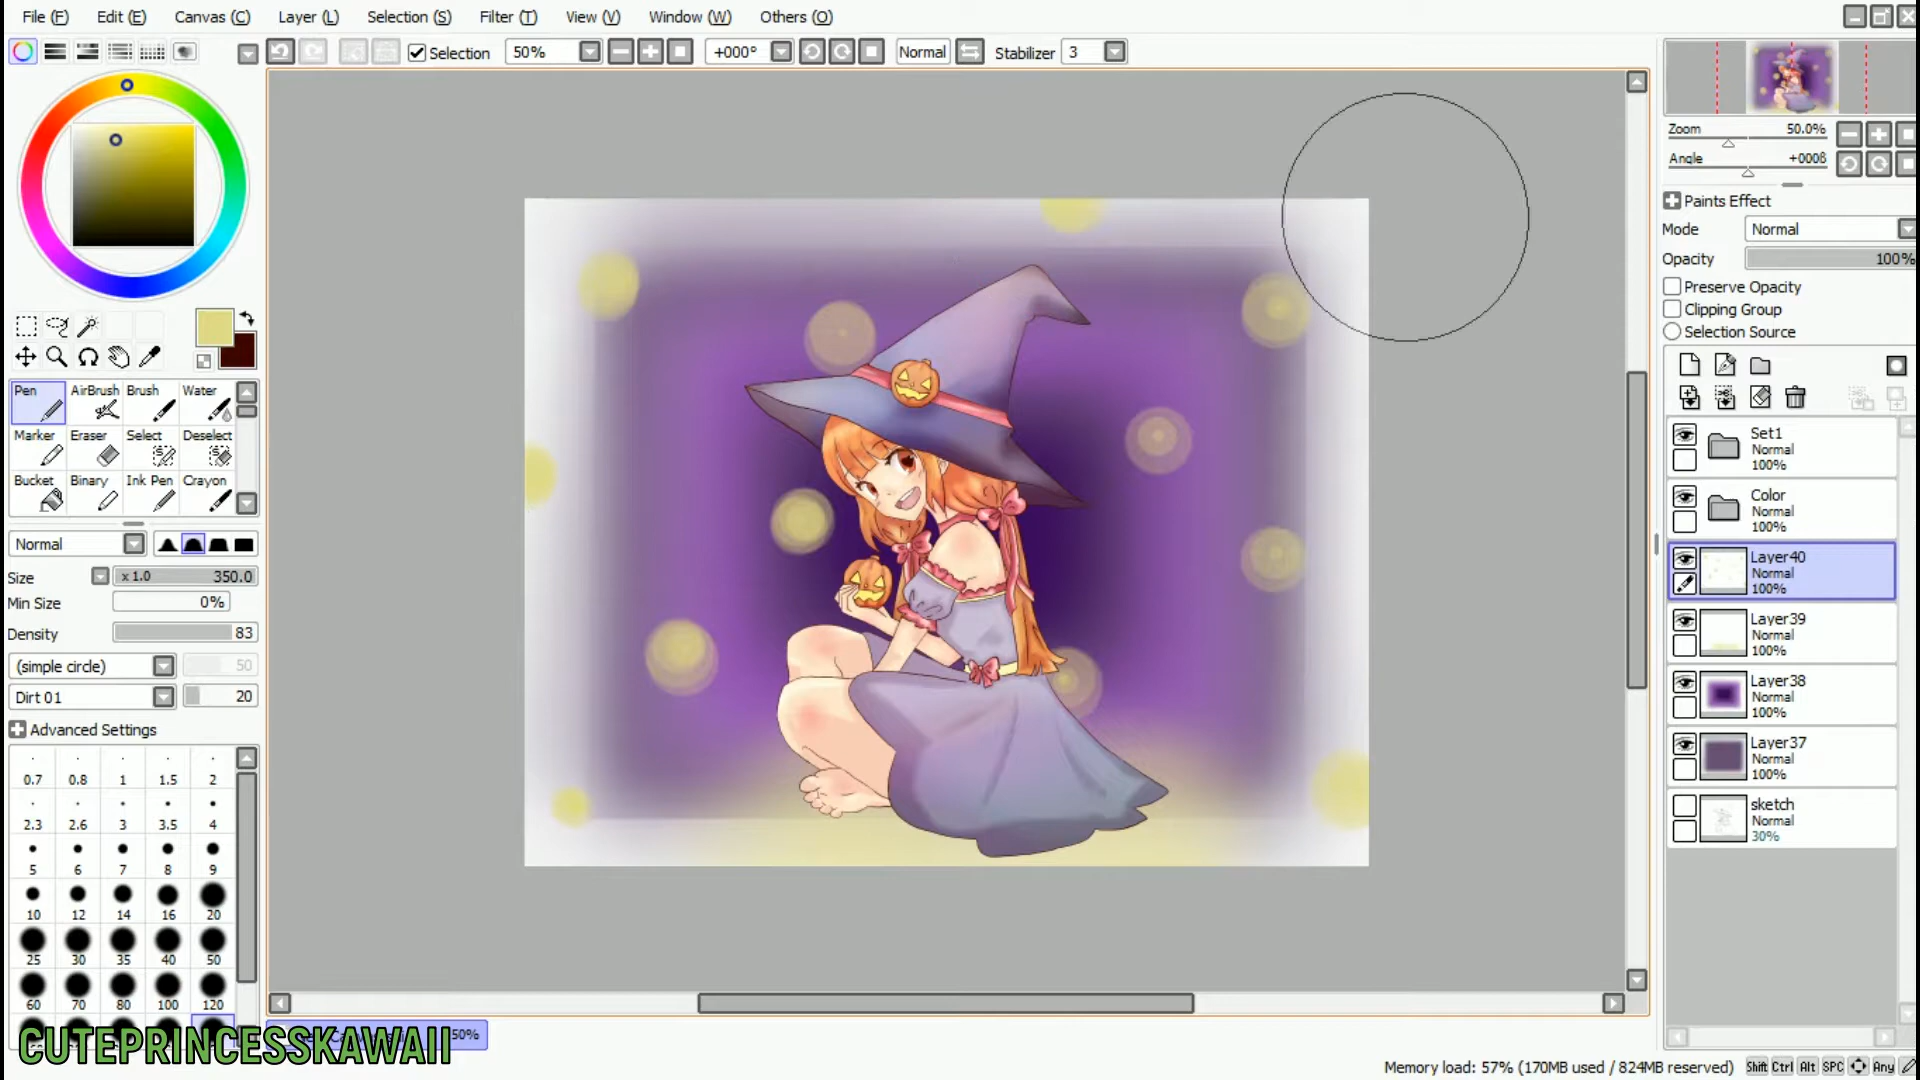 File (F) Edit (E) Canvas (C) Layer (L) Selection (S) Filter (T) View (V) Window (W) Others (O)
Selection 50% +000° Normal Stabilizer 3
Zoom 50.0%
Angle +000ß
Paints Effect
Mode Normal
Opacity 100%
Preserve Opacity
Clipping Group
Selection Source
Pen AirBrush Brush Water
Marker Eraser Select Deselect
Bucket Binary Ink Pen Crayon
Normal
Size x 1.0 350.0
Min Size 0%
Density 83
(simple circle) 50
Dirt 01 20
Advanced Settings
0.7 0.8 1 1.5 2
2.3 2.6 3 3.5 4
5 6 7 8 9
10 12 14 16 20
25 30 35 40 50
60 70 80 100 120
Set1
Normal
100%
Color
Normal
100%
Layer40
Normal
100%
Layer39
Normal
100%
Layer38
Normal
100%
Layer37
Normal
100%
sketch
Normal
30%
CUTEPRINCESSKAWAII
50%
Memory load: 57% (170MB used / 824MB reserved) Shift Ctrl Alt SPC Any